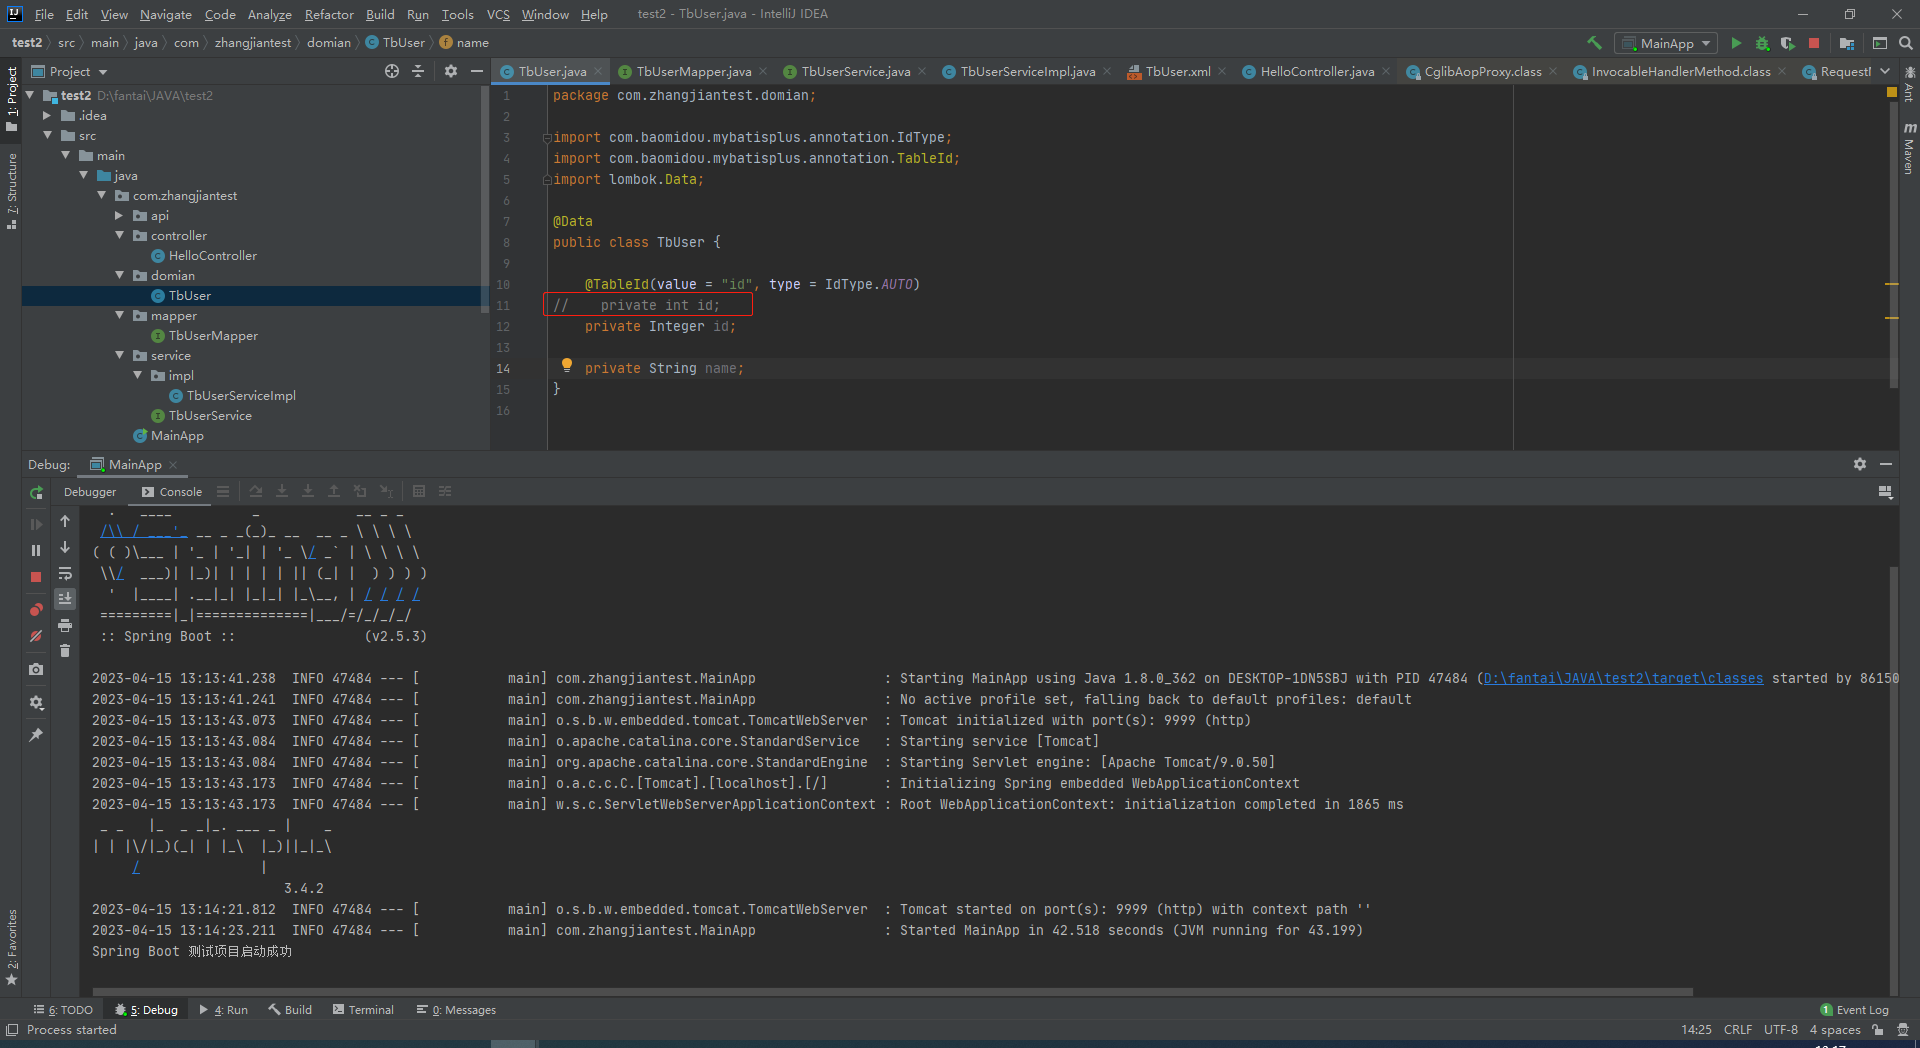 File Edit View Navigate Code Analyze Refactor Build Run Tools VCS Window Help test2 - TbUser.java - IntelliJ IDEA
test2 src main java com zhangjiantest domian TbUser name MainApp
Project TbUser.java TbUserMapper.java TbUserService.java TbUserServiceImpl.java TbUser.xml HelloController.java CglibAopProxy.class InvocableHandlerMethod.class
1: Project
7: Structure
2: Favorites
Ant
Maven
test2 D:\fantai\JAVA\test2
.idea
src
main
java
com.zhangjiantest
api
controller
HelloController
domian
TbUser
mapper
TbUserMapper
service
impl
TbUserServiceImpl
TbUserService
MainApp
1 package com.zhangjiantest.domian;
2
3 import com.baomidou.mybatisplus.annotation.IdType;
4 import com.baomidou.mybatisplus.annotation.TableId;
5 import lombok.Data;
6
7 @Data
8 public class TbUser {
9
10 @TableId(value = "id", type = IdType.AUTO)
11 // private int id;
12 private Integer id;
13
14 private String name;
15 }
16
Debug: MainApp
Debugger Console
:: Spring Boot :: (v2.5.3)
2023-04-15 13:13:41.238 INFO 47484 --- [ main] com.zhangjiantest.MainApp : Starting MainApp using Java 1.8.0_362 on DESKTOP-1DN5SBJ with PID 47484 (D:\fantai\JAVA\test2\target\classes started by 86150
2023-04-15 13:13:41.241 INFO 47484 --- [ main] com.zhangjiantest.MainApp : No active profile set, falling back to default profiles: default
2023-04-15 13:13:43.073 INFO 47484 --- [ main] o.s.b.w.embedded.tomcat.TomcatWebServer : Tomcat initialized with port(s): 9999 (http)
2023-04-15 13:13:43.084 INFO 47484 --- [ main] o.apache.catalina.core.StandardService : Starting service [Tomcat]
2023-04-15 13:13:43.084 INFO 47484 --- [ main] org.apache.catalina.core.StandardEngine : Starting Servlet engine: [Apache Tomcat/9.0.50]
2023-04-15 13:13:43.173 INFO 47484 --- [ main] o.a.c.c.C.[Tomcat].[localhost].[/] : Initializing Spring embedded WebApplicationContext
2023-04-15 13:13:43.173 INFO 47484 --- [ main] w.s.c.ServletWebServerApplicationContext : Root WebApplicationContext: initialization completed in 1865 ms
3.4.2
2023-04-15 13:14:21.812 INFO 47484 --- [ main] o.s.b.w.embedded.tomcat.TomcatWebServer : Tomcat started on port(s): 9999 (http) with context path ''
2023-04-15 13:14:23.211 INFO 47484 --- [ main] com.zhangjiantest.MainApp : Started MainApp in 42.518 seconds (JVM running for 43.199)
Spring Boot 测试项目启动成功
6: TODO 5: Debug 4: Run Build Terminal 0: Messages 1 Event Log
Process started 14:25 CRLF UTF-8 4 spaces